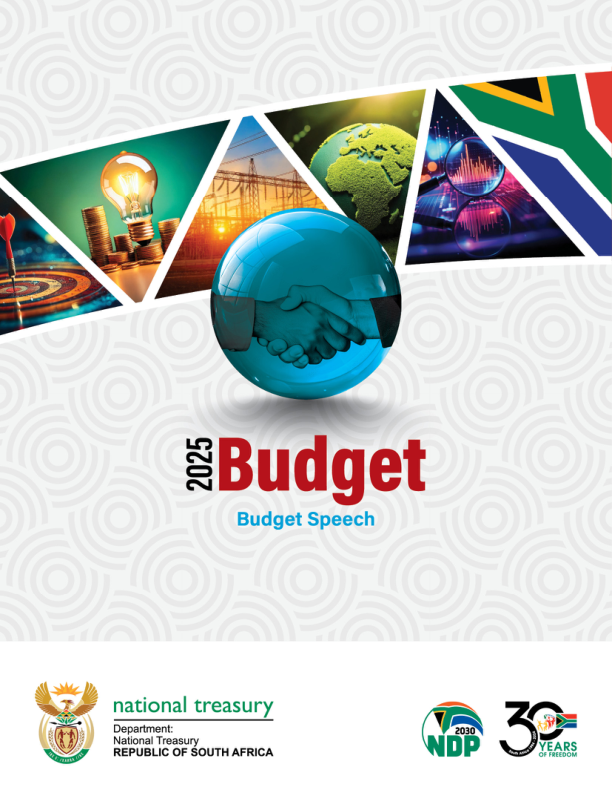 2025
Budget
Budget Speech
national treasury
Department:
National Treasury
REPUBLIC OF SOUTH AFRICA
2030
NDP
30
YEARS
OF FREEDOM